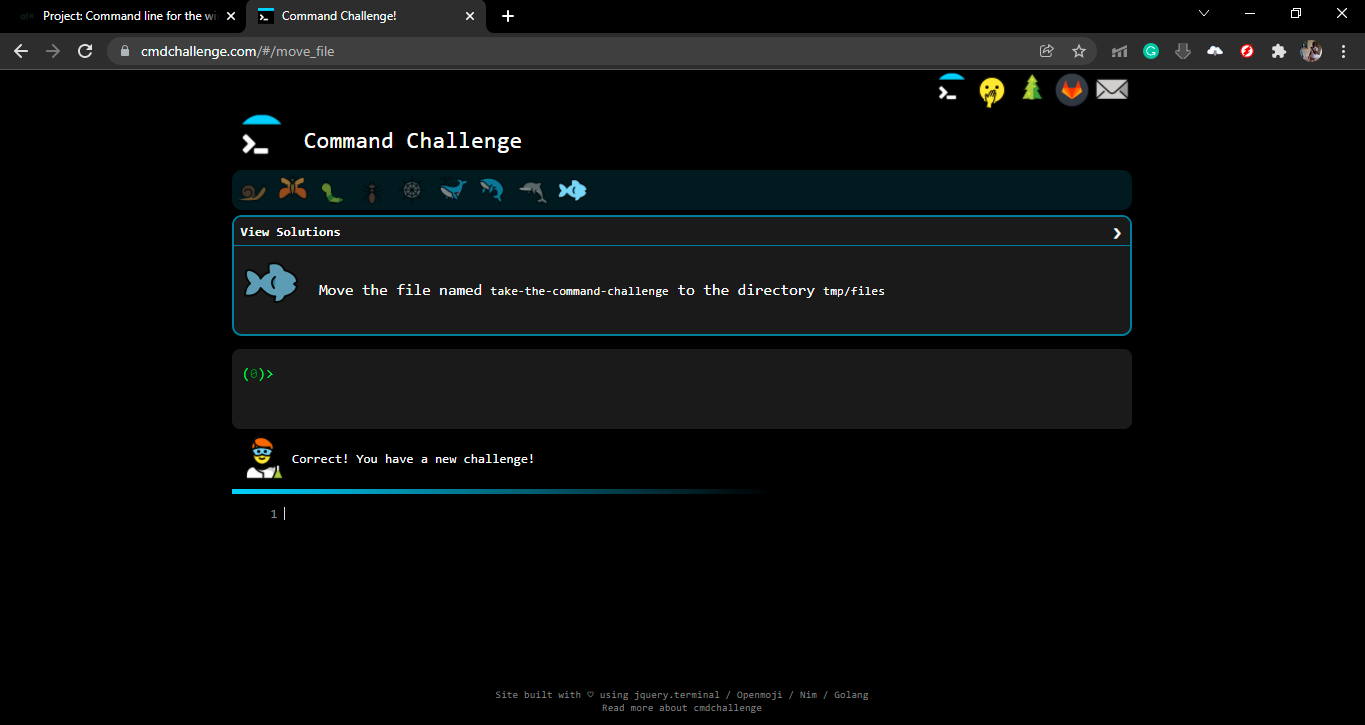 Project: Command line for the wi
Command Challenge!
cmdchallenge.com/#/move_file
Command Challenge
View Solutions
Move the file named take-the-command-challenge to the directory tmp/files
(0)>
Correct! You have a new challenge!
1
Site built with ♡ using jquery.terminal / Openmoji / Nim / Golang
Read more about cmdchallenge